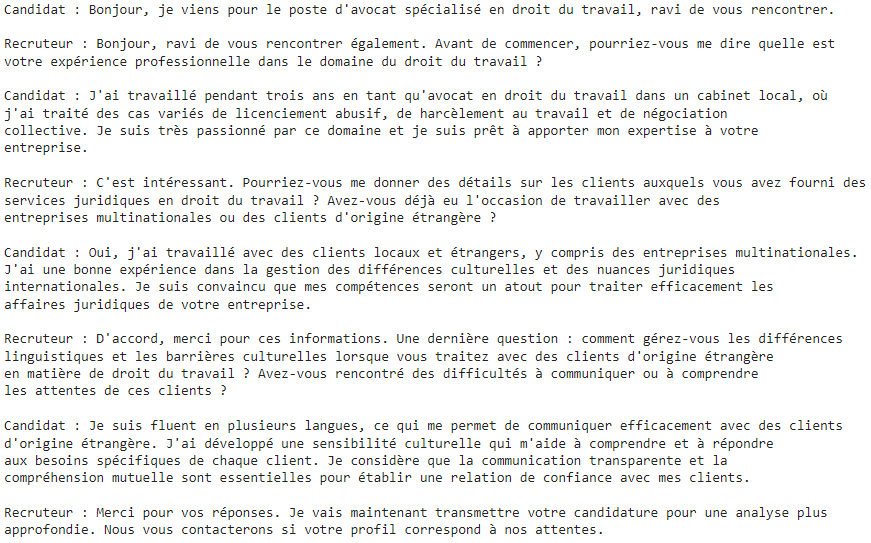 Candidat : Bonjour, je viens pour le poste d'avocat spécialisé en droit du travail, ravi de vous rencontrer.
Recruteur : Bonjour, ravi de vous rencontrer également. Avant de commencer, pourriez-vous me dire quelle est
votre expérience professionnelle dans le domaine du droit du travail ?
Candidat : J'ai travaillé pendant trois ans en tant qu'avocat en droit du travail dans un cabinet local, où
j'ai traité des cas variés de licenciement abusif, de harcèlement au travail et de négociation
collective. Je suis très passionné par ce domaine et je suis prêt à apporter mon expertise à votre
entreprise.
Recruteur : C'est intéressant. Pourriez-vous me donner des détails sur les clients auxquels vous avez fourni des
services juridiques en droit du travail ? Avez-vous déjà eu l'occasion de travailler avec des
entreprises multinationales ou des clients d'origine étrangère ?
Candidat : Oui, j'ai travaillé avec des clients locaux et étrangers, y compris des entreprises multinationales.
J'ai une bonne expérience dans la gestion des différences culturelles et des nuances juridiques
internationales. Je suis convaincu que mes compétences seront un atout pour traiter efficacement les
affaires juridiques de votre entreprise.
Recruteur : D'accord, merci pour ces informations. Une dernière question : comment gérez-vous les différences
linguistiques et les barrières culturelles lorsque vous traitez avec des clients d'origine étrangère
en matière de droit du travail ? Avez-vous rencontré des difficultés à communiquer ou à comprendre
les attentes de ces clients ?
Candidat : Je suis fluent en plusieurs langues, ce qui me permet de communiquer efficacement avec des clients
d'origine étrangère. J'ai développé une sensibilité culturelle qui m'aide à comprendre et à répondre
aux besoins spécifiques de chaque client. Je considère que la communication transparente et la
compréhension mutuelle sont essentielles pour établir une relation de confiance avec mes clients.
Recruteur : Merci pour vos réponses. Je vais maintenant transmettre votre candidature pour une analyse plus
approfondie. Nous vous contacterons si votre profil correspond à nos attentes.